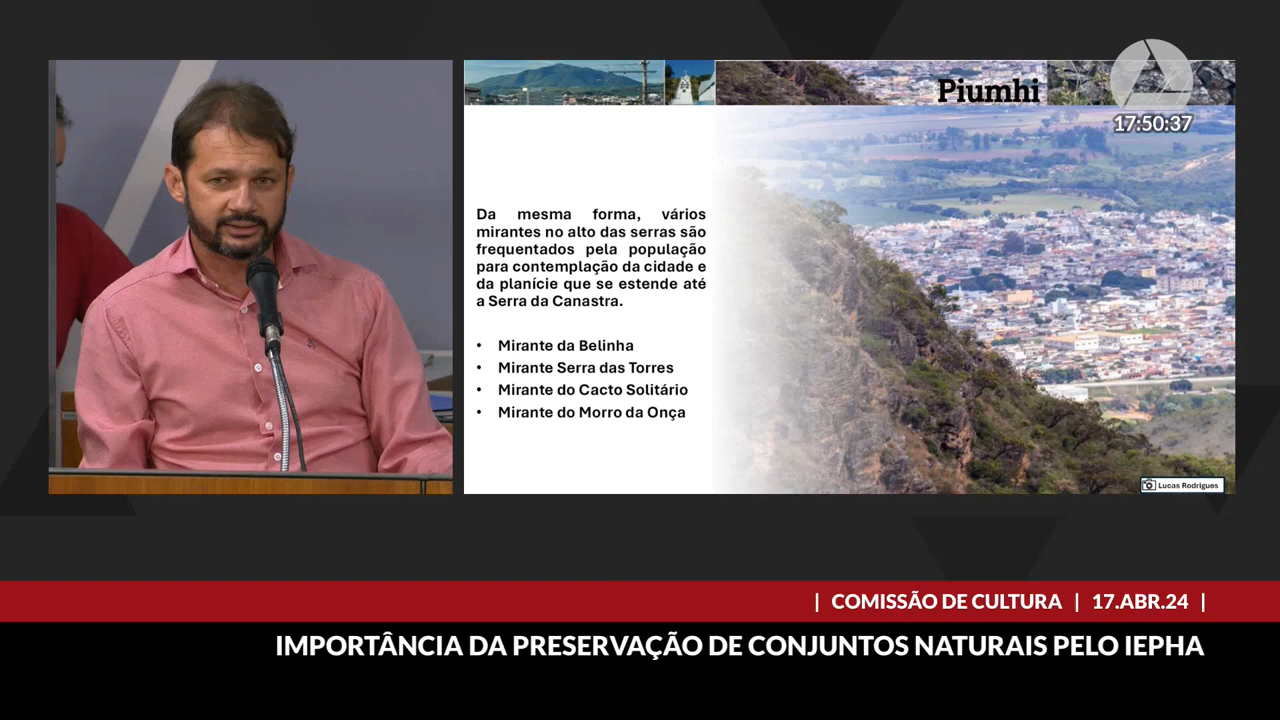 Piumhi
17:50:37
Da mesma forma, vários
mirantes no alto das serras são
frequentados pela população
para contemplação da cidade e
da planície que se estende até
a Serra da Canastra.
• Mirante da Belinha
• Mirante Serra das Torres
• Mirante do Cacto Solitário
• Mirante do Morro da Onça
Lucas Rodrigues
| COMISSÃO DE CULTURA | 17.ABR.24 |
IMPORTÂNCIA DA PRESERVAÇÃO DE CONJUNTOS NATURAIS PELO IEPHA